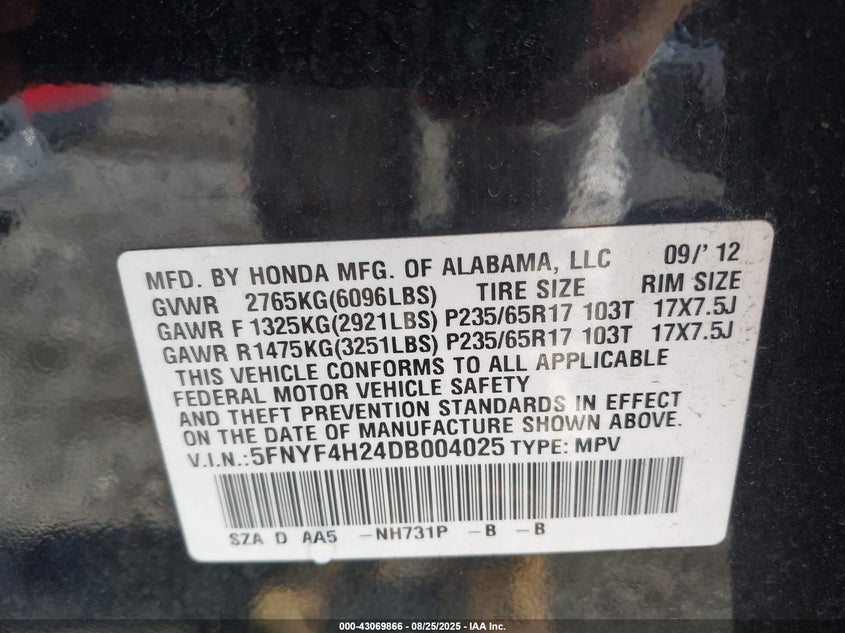 MFD. BY HONDA MFG. OF ALABAMA, LLC 09/' 12
GVWR 2765KG(6096LBS) TIRE SIZE RIM SIZE
GAWR F 1325KG(2921LBS) P235/65R17 103T 17X7.5J
GAWR R1475KG(3251LBS) P235/65R17 103T 17X7.5J
THIS VEHICLE CONFORMS TO ALL APPLICABLE
FEDERAL MOTOR VEHICLE SAFETY
AND THEFT PREVENTION STANDARDS IN EFFECT
ON THE DATE OF MANUFACTURE SHOWN ABOVE.
V.I.N.:5FNYF4H24DB004025 TYPE: MPV
SZA D AA5 -NH731P -B -B
000-43069866 - 08/25/2025 - IAA Inc.